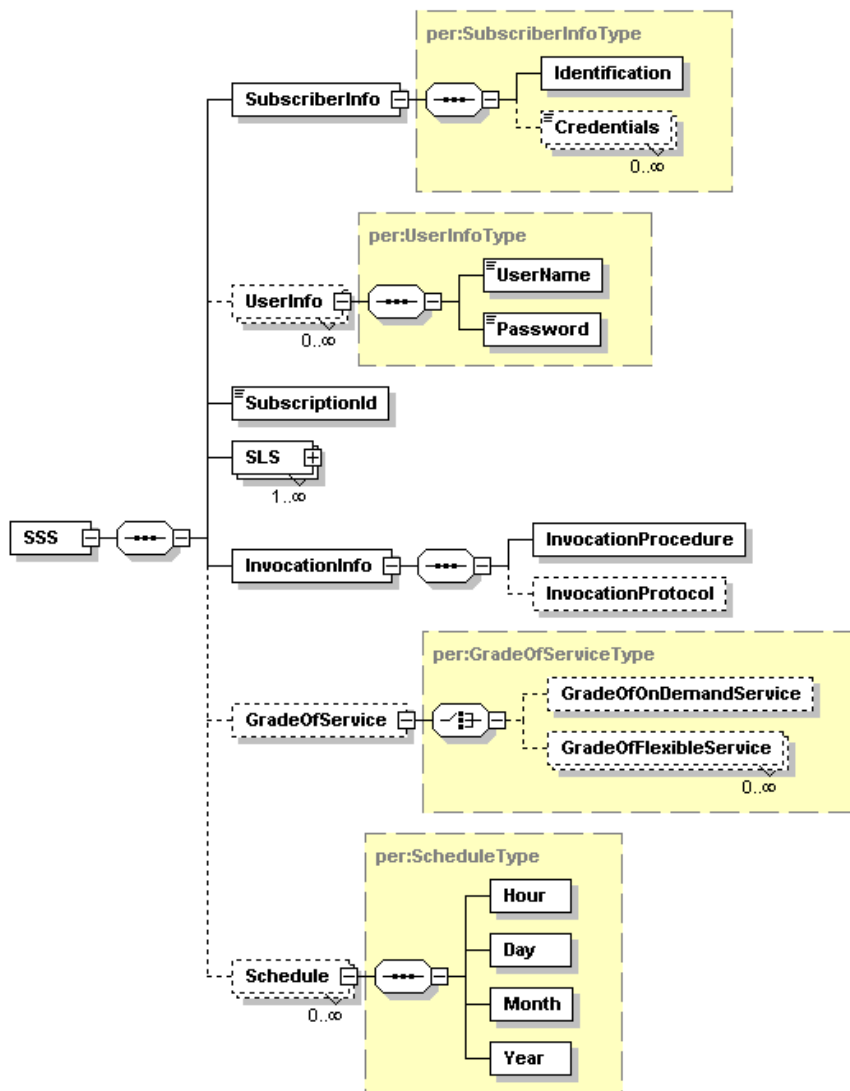 per:SubscriberInfoType
Identification
SubscriberInfo
Credentials
0..∞
per:UserInfoType
UserName
UserInfo
Password
0..∞
SubscriptionId
SLS
1..∞
SSS
InvocationProcedure
InvocationInfo
InvocationProtocol
per:GradeOfServiceType
GradeOfOnDemandService
GradeOfService
GradeOfFlexibleService
0..∞
per:ScheduleType
Hour
Day
Schedule
Month
0..∞
Year